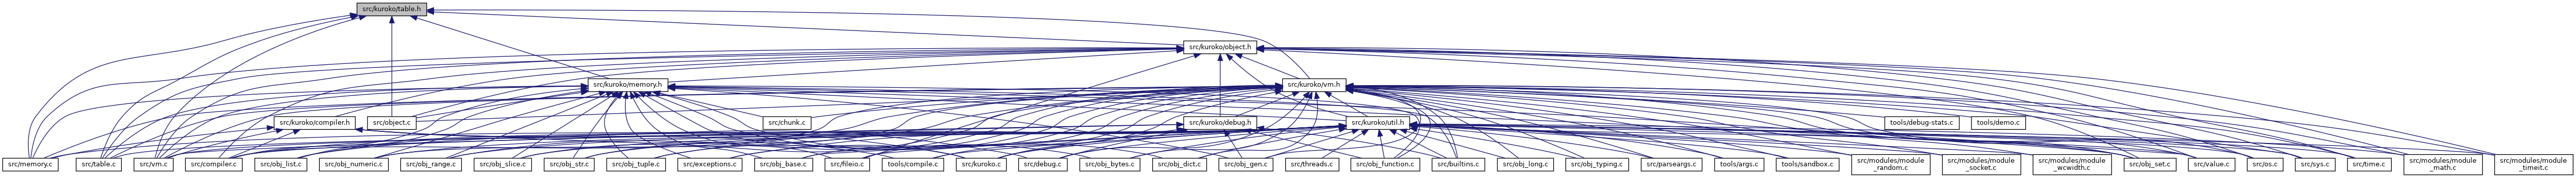 src/kuroko/table.h
src/kuroko/object.h
src/kuroko/memory.h
src/kuroko/vm.h
src/kuroko/compiler.h
src/object.c
src/chunk.c
src/kuroko/debug.h
src/kuroko/util.h
tools/debug-stats.c
tools/demo.c
src/memory.c
src/table.c
src/vm.c
src/compiler.c
src/obj_list.c
src/obj_numeric.c
src/obj_range.c
src/obj_slice.c
src/obj_str.c
src/obj_tuple.c
src/exceptions.c
src/obj_base.c
src/fileio.c
tools/compile.c
src/kuroko.c
src/debug.c
src/obj_bytes.c
src/obj_dict.c
src/obj_gen.c
src/threads.c
src/obj_function.c
src/builtins.c
src/obj_long.c
src/obj_typing.c
src/parseargs.c
tools/args.c
tools/sandbox.c
src/modules/module
_random.c
src/modules/module
_socket.c
src/modules/module
_wcwidth.c
src/obj_set.c
src/value.c
src/os.c
src/sys.c
src/time.c
src/modules/module
_math.c
src/modules/module
_timeit.c